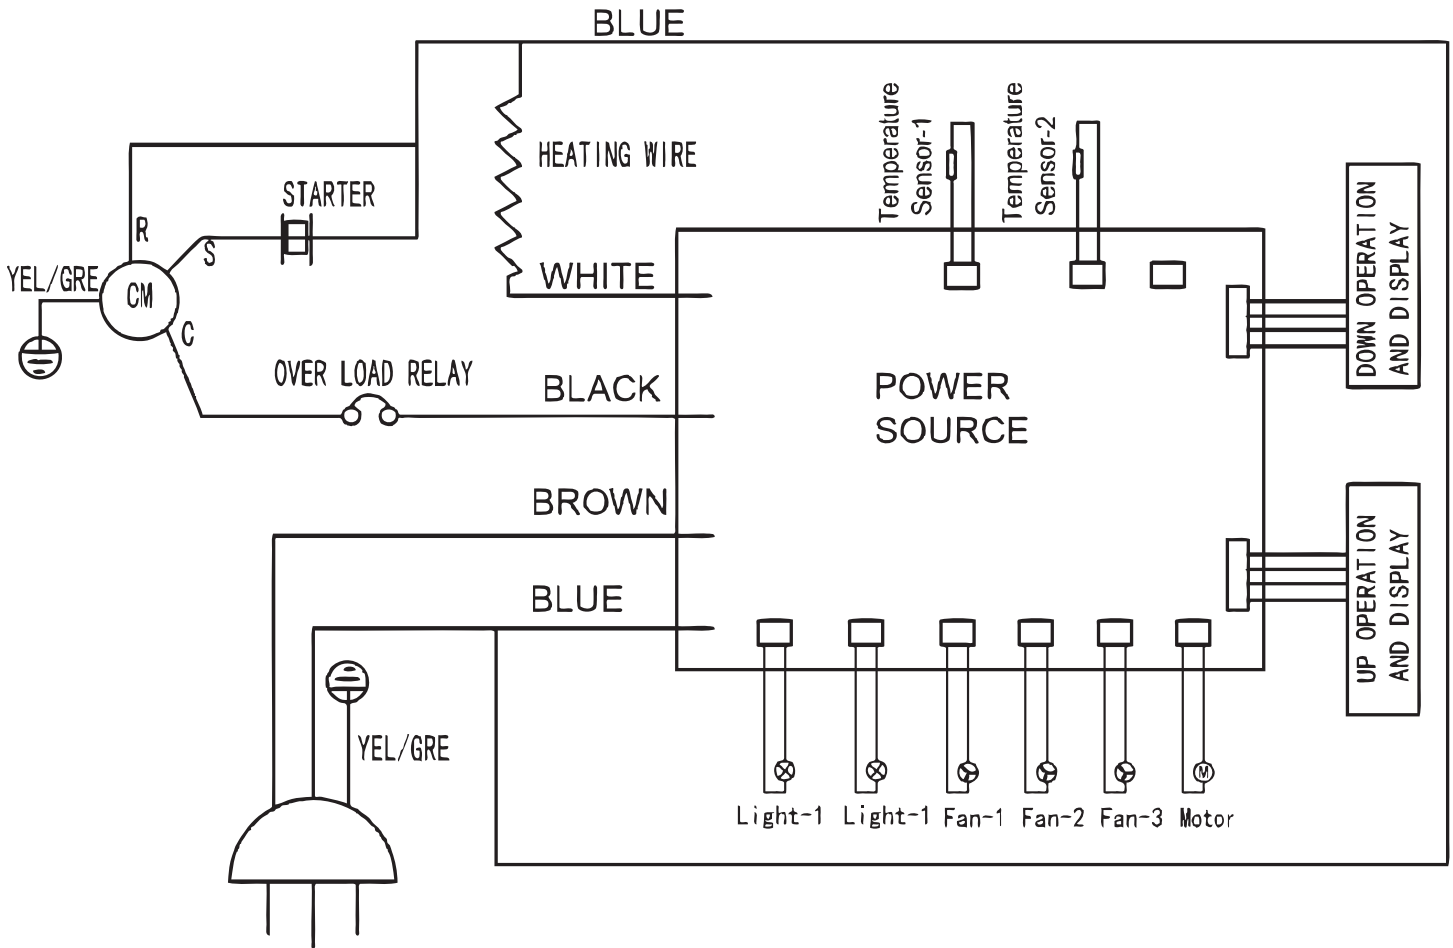 BLUE
HEATING WIRE
STARTER
R
S
YEL/GRE
CM
C
WHITE
OVER LOAD RELAY
BLACK
BROWN
BLUE
YEL/GRE
Temperature
Sensor-1
Temperature
Sensor-2
POWER
SOURCE
DOWN OPERATION
AND DISPLAY
UP OPERATION
AND DISPLAY
M
Light-1 Light-1 Fan-1 Fan-2 Fan-3 Motor